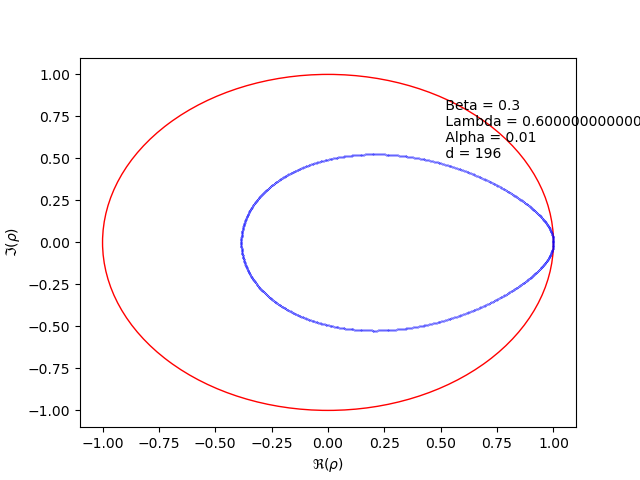 1.00
0.75
0.50
0.25
0.00
−0.25
−0.50
−0.75
−1.00
ℑ(ρ)
Beta = 0.3
Lambda = 0.600000000000
Alpha = 0.01
d = 196
−1.00 −0.75 −0.50 −0.25 0.00 0.25 0.50 0.75 1.00
ℜ(ρ)